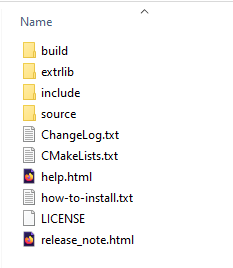 Name
build
extrlib
include
source
ChangeLog.txt
CMakeLists.txt
help.html
how-to-install.txt
LICENSE
release_note.html